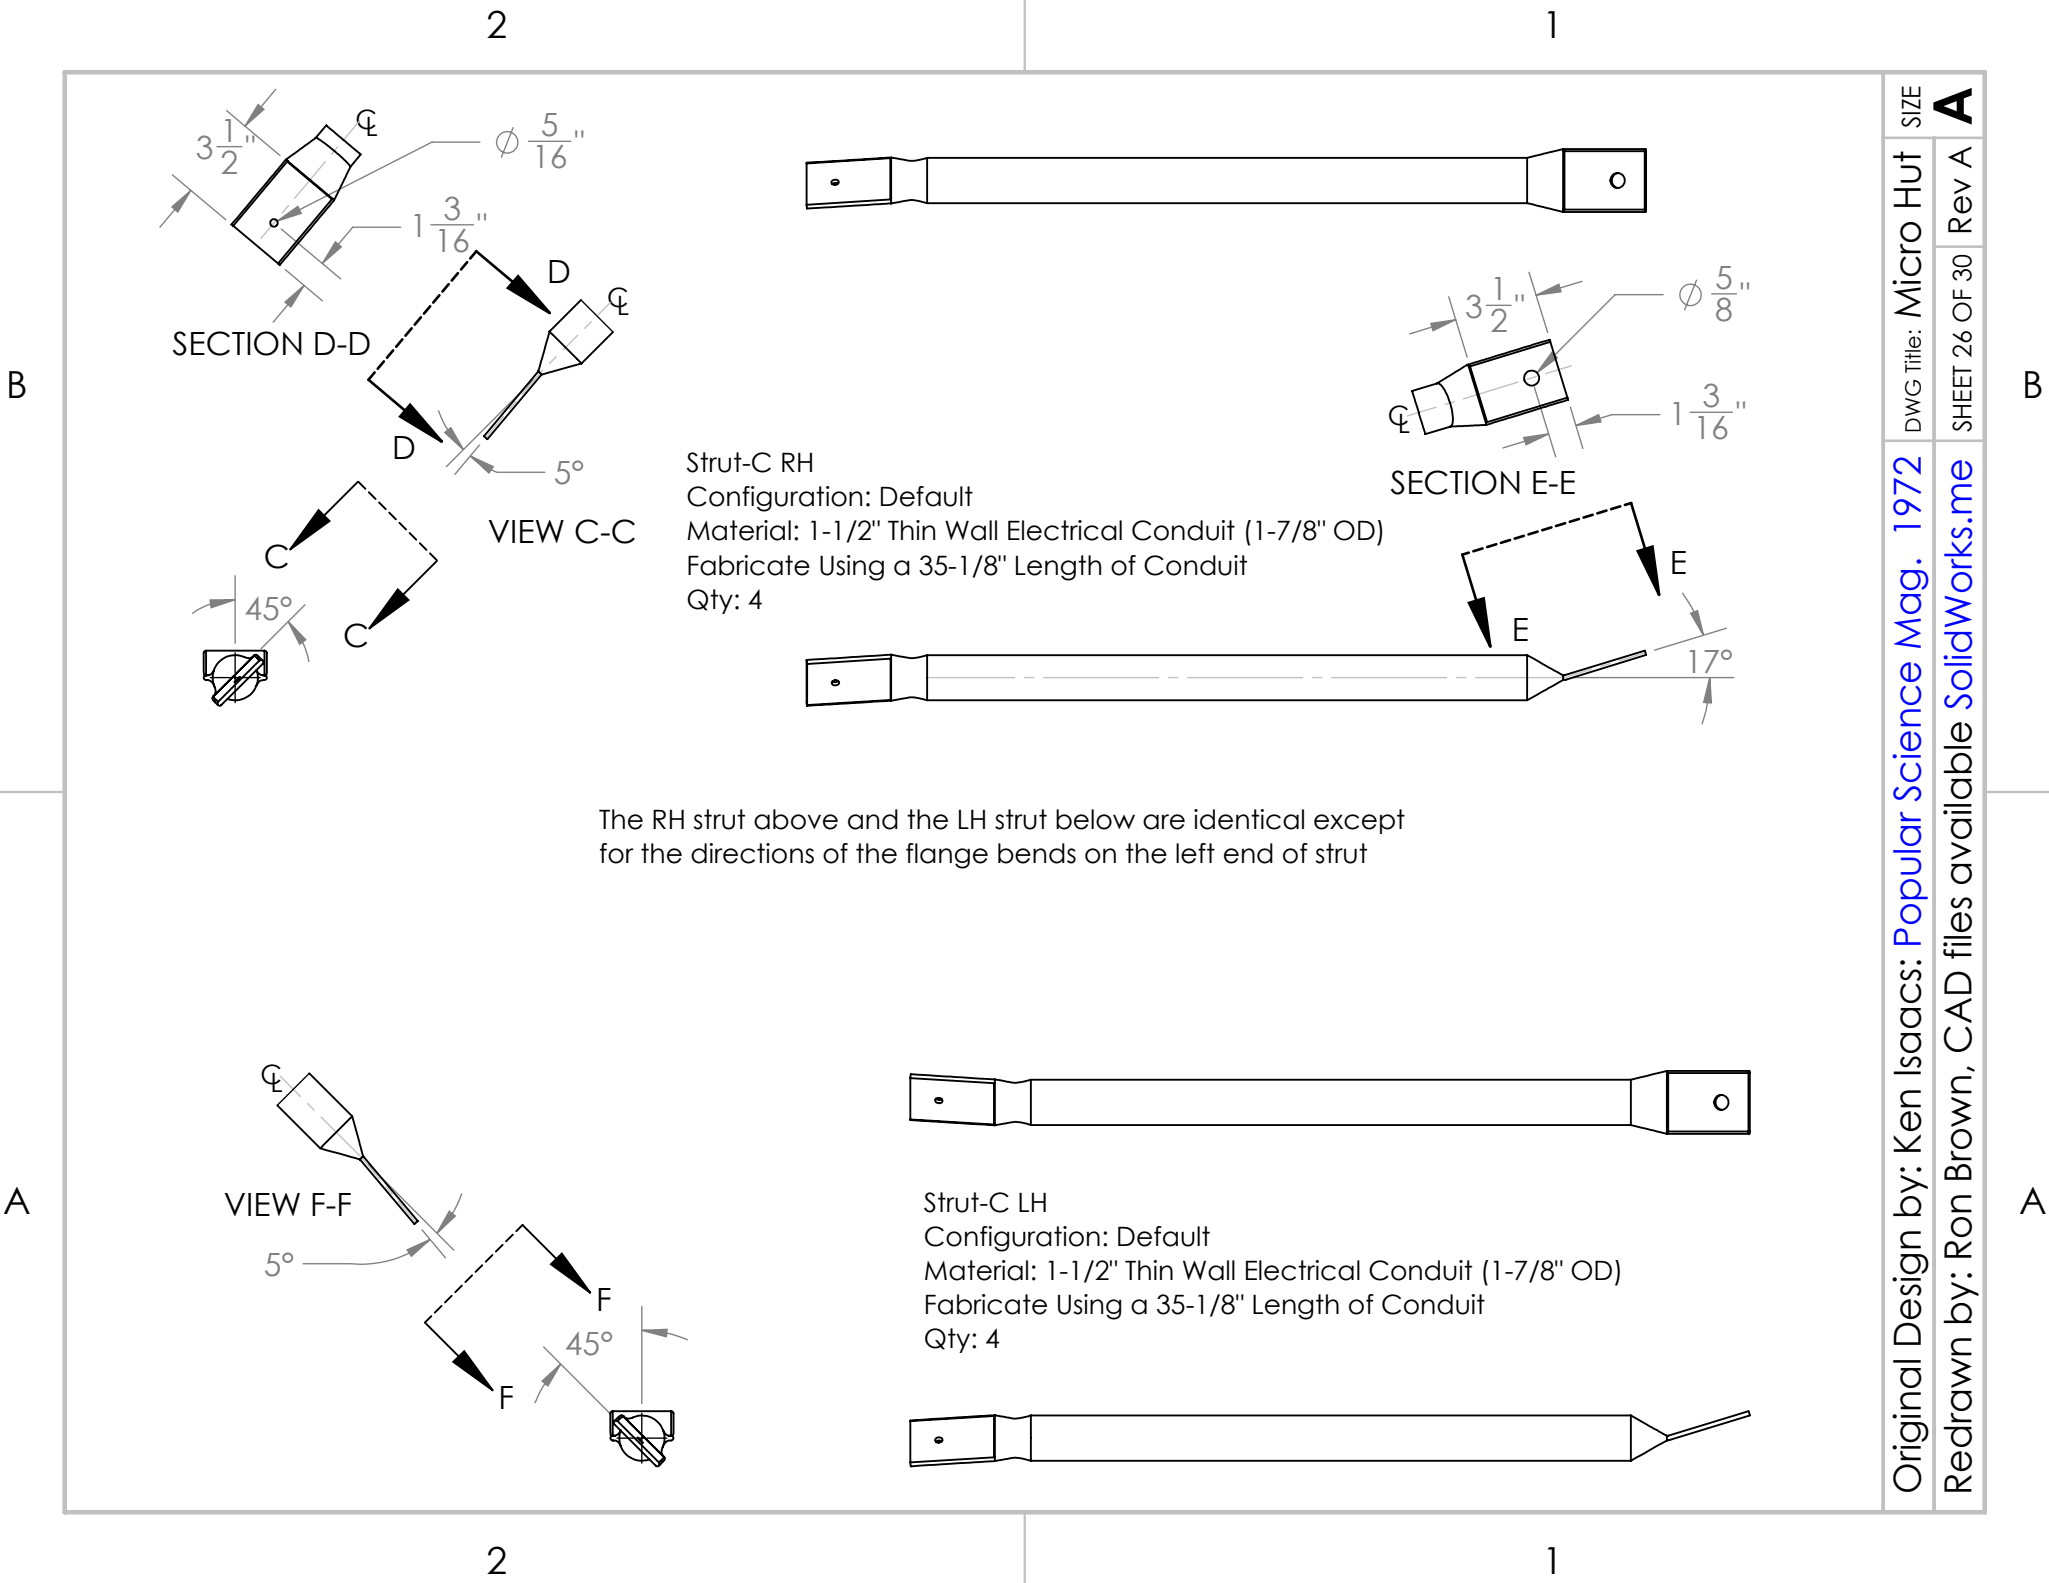 2
1
B
B
A
A
2
1
3 1/2"
℄
⌀ 5/16"
1 3/16"
SECTION D-D
D
D
℄
5°
VIEW C-C
C
C
45°
Strut-C RH
Configuration: Default
Material: 1-1/2" Thin Wall Electrical Conduit (1-7/8" OD)
Fabricate Using a 35-1/8" Length of Conduit
Qty: 4
3 1/2"
⌀ 5/8"
1 3/16"
℄
SECTION E-E
E
E
17°
The RH strut above and the LH strut below are identical except
for the directions of the flange bends on the left end of strut
℄
VIEW F-F
5°
F
F
45°
Strut-C LH
Configuration: Default
Material: 1-1/2" Thin Wall Electrical Conduit (1-7/8" OD)
Fabricate Using a 35-1/8" Length of Conduit
Qty: 4
Original Design by: Ken Isaacs: Popular Science Mag. 1972
DWG Title: Micro Hut
SIZE
A
Redrawn by: Ron Brown, CAD files available SolidWorks.me
SHEET 26 OF 30
Rev A